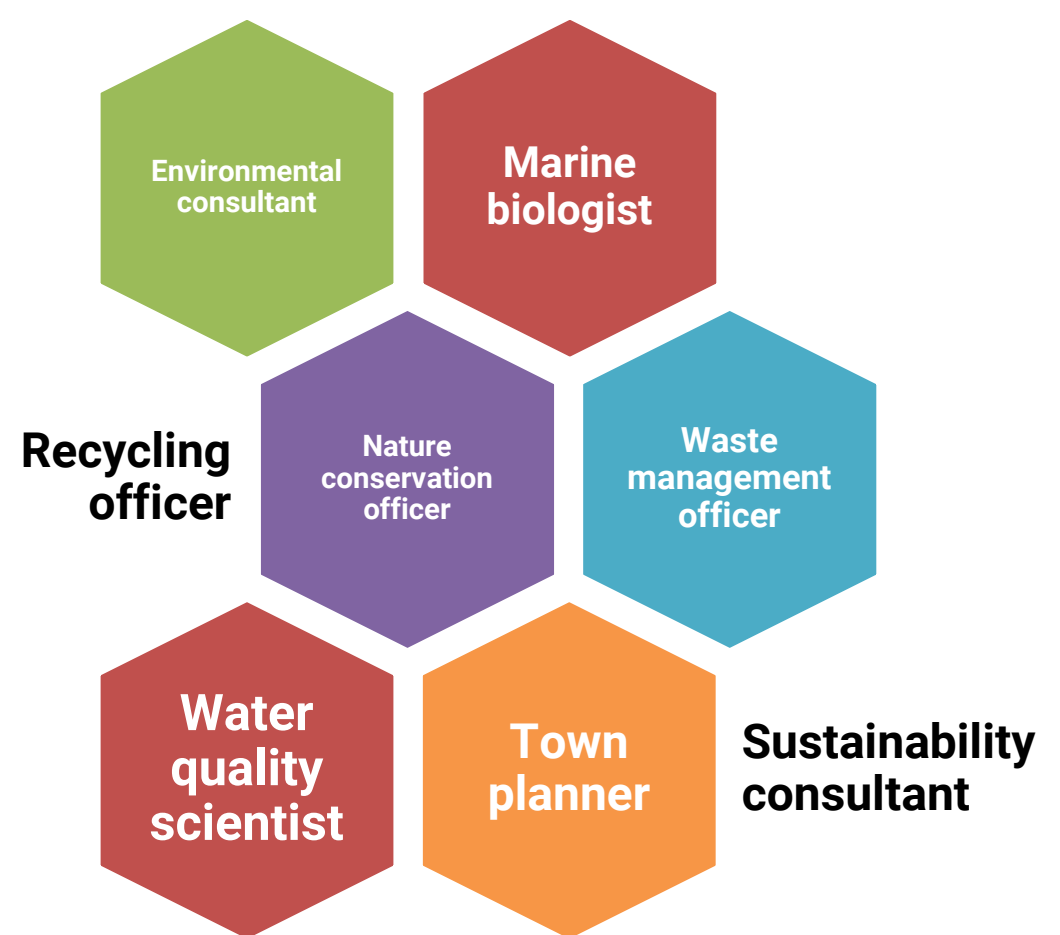 Environmental
consultant
Marine
biologist
Recycling
officer
Nature
conservation
officer
Waste
management
officer
Water
quality
scientist
Town
planner
Sustainability
consultant